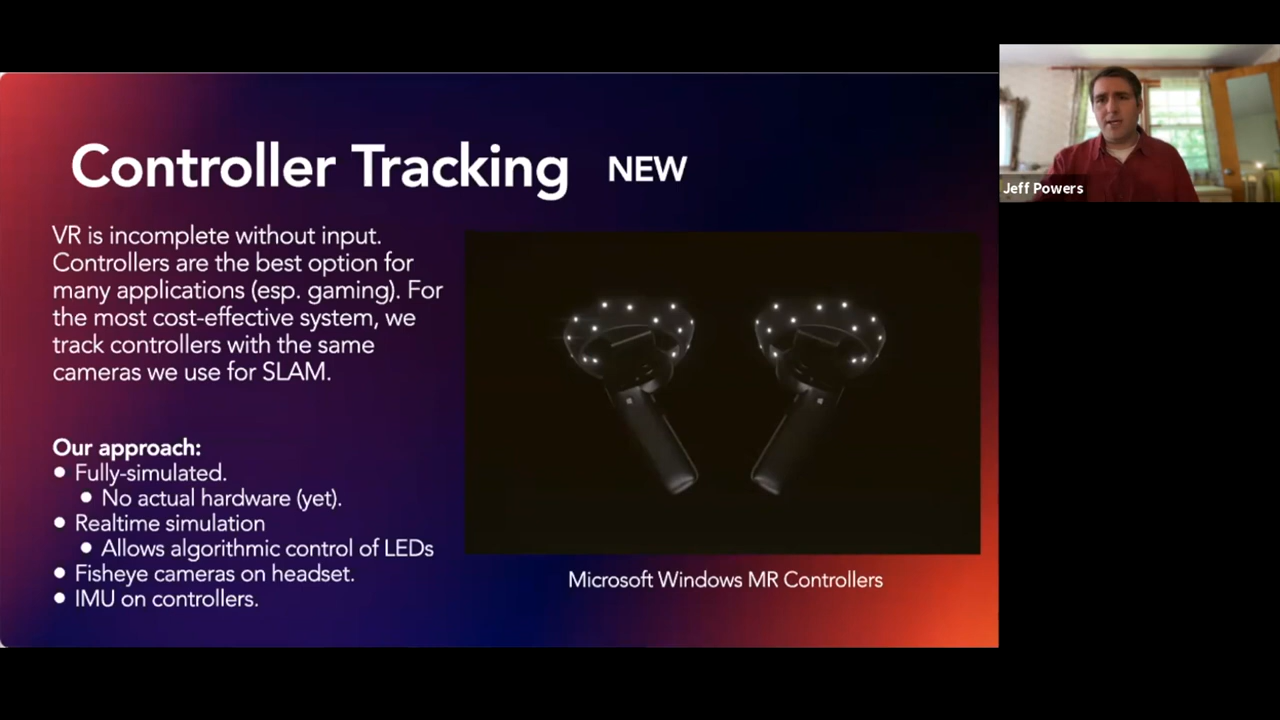 Controller Tracking NEW
VR is incomplete without input.
Controllers are the best option for
many applications (esp. gaming). For
the most cost-effective system, we
track controllers with the same
cameras we use for SLAM.
Our approach:
• Fully-simulated.
• No actual hardware (yet).
• Realtime simulation
• Allows algorithmic control of LEDs
• Fisheye cameras on headset.
• IMU on controllers.
Microsoft Windows MR Controllers
Jeff Powers